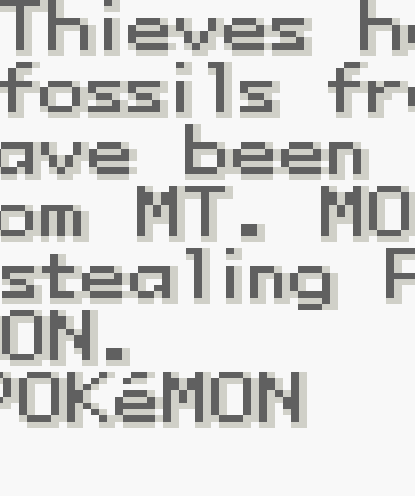 Thieves h
fossils fr
ave been
om MT. MO
stealing P
ON.
POKéMON